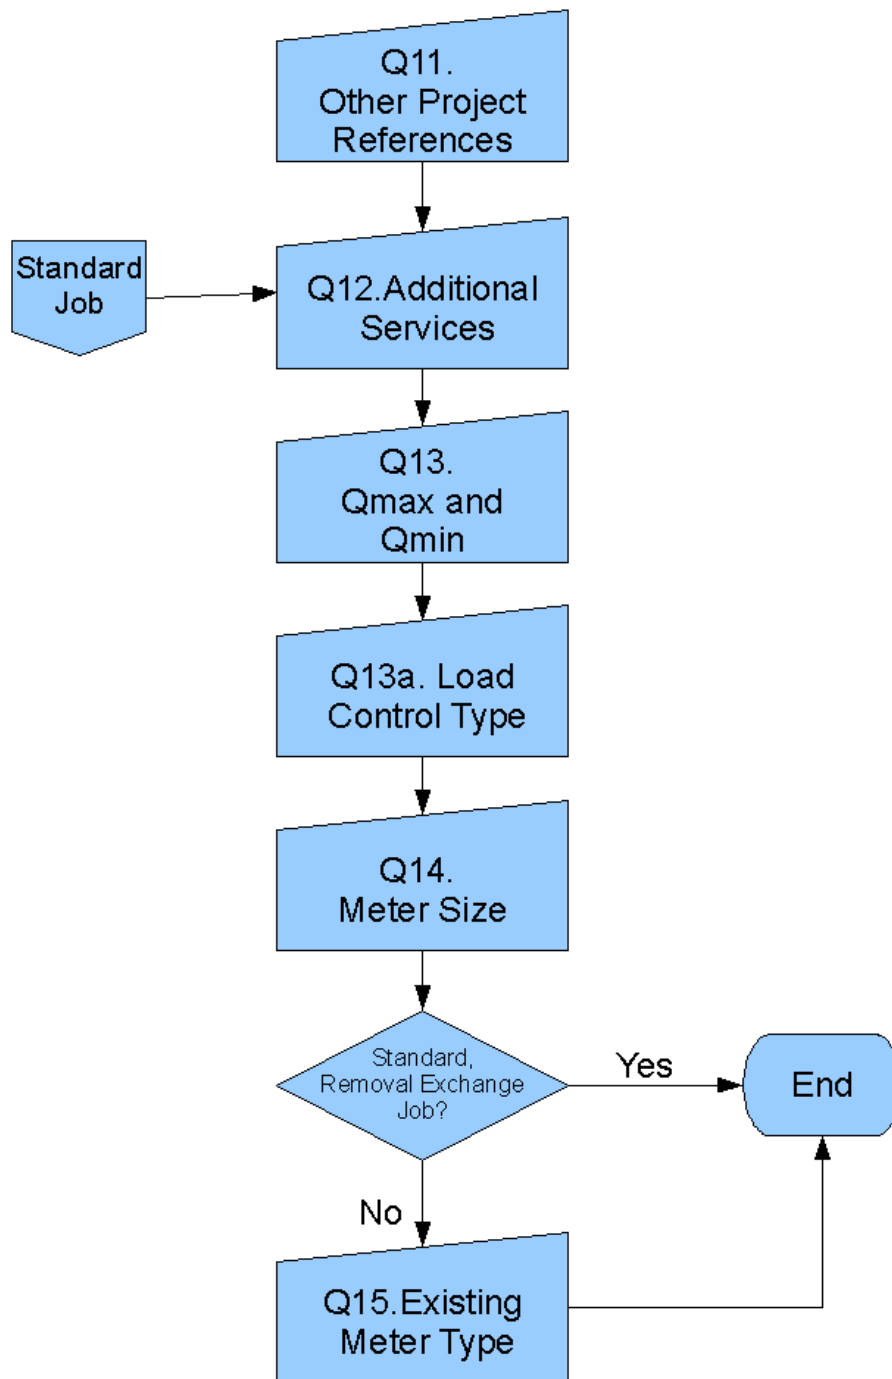 Q11.
Other Project
References
Standard
Job
Q12.Additional
Services
Q13.
Qmax and
Qmin
Q13a. Load
Control Type
Q14.
Meter Size
Standard,
Removal Exchange
Job?
Yes
End
No
Q15.Existing
Meter Type